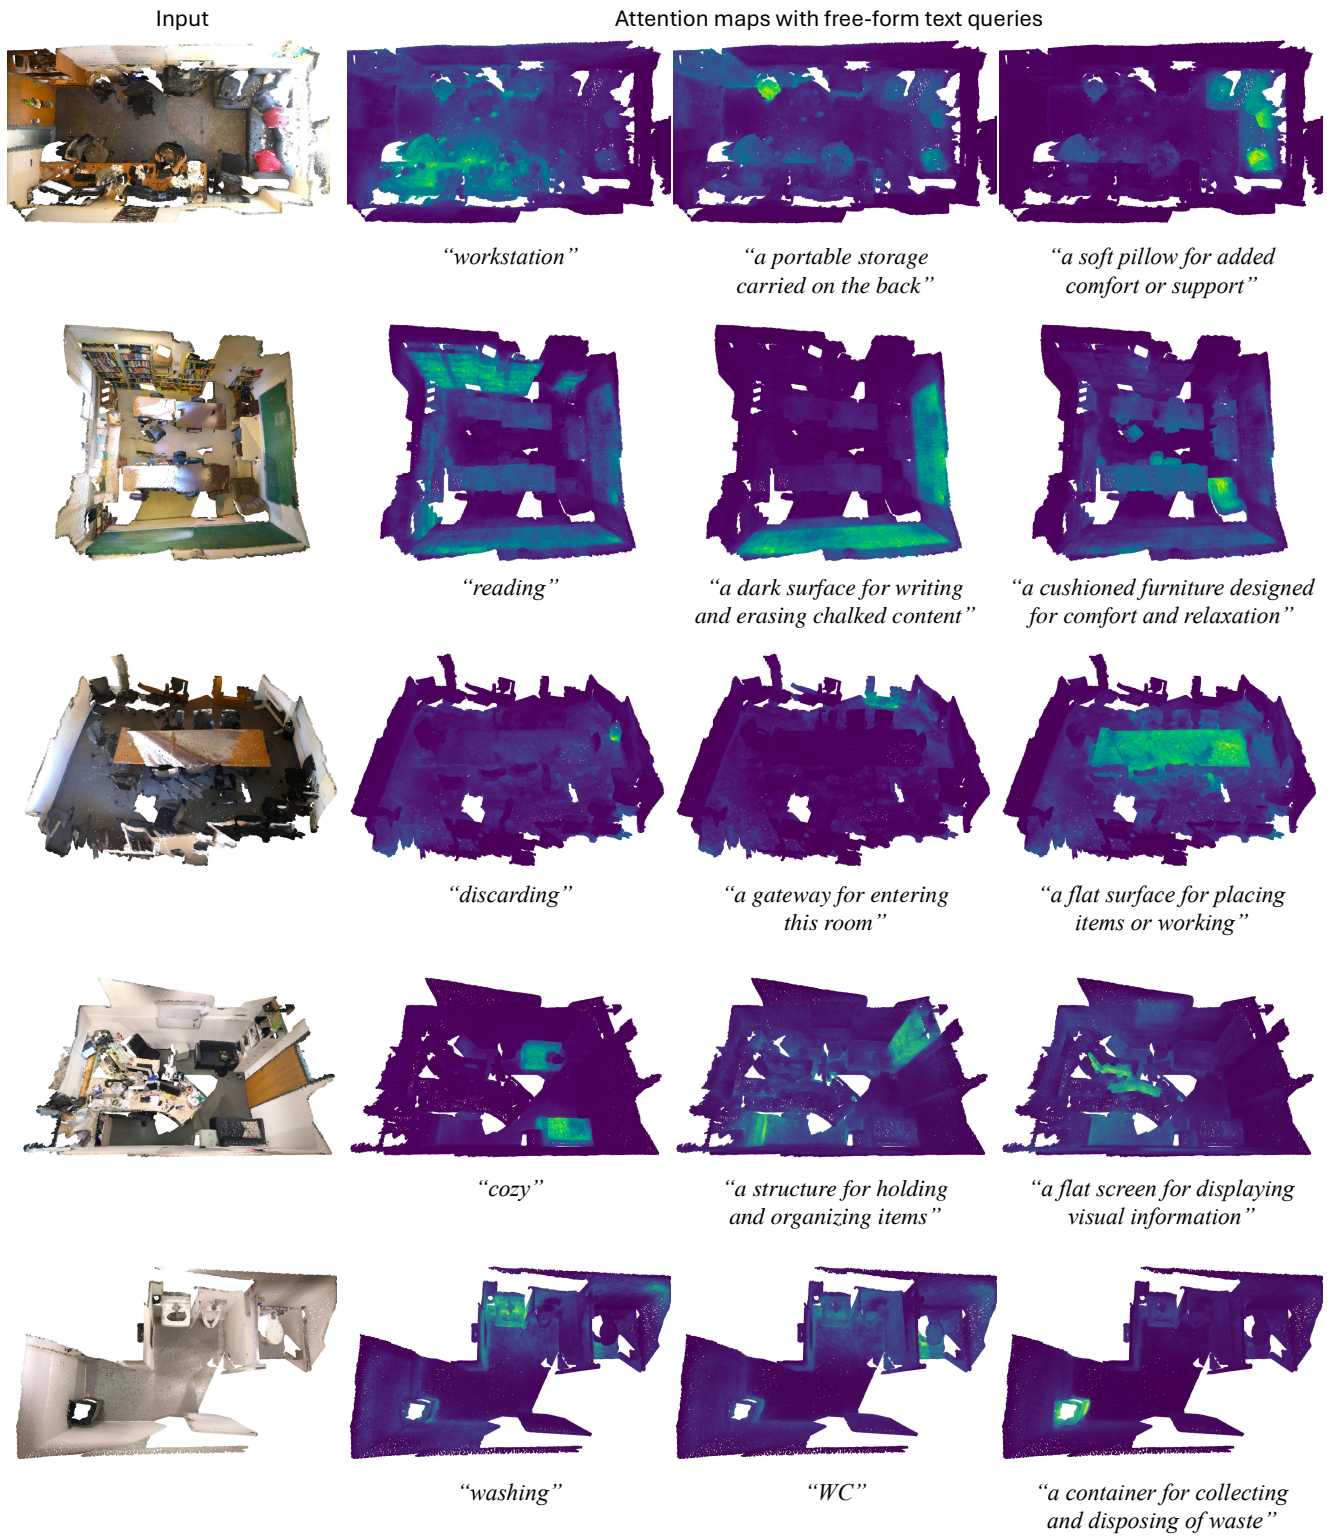 Input
Attention maps with free-form text queries
“workstation”
“a portable storage
carried on the back”
“a soft pillow for added
comfort or support”
“reading”
“a dark surface for writing
and erasing chalked content”
“a cushioned furniture designed
for comfort and relaxation”
“discarding”
“a gateway for entering
this room”
“a flat surface for placing
items or working”
“cozy”
“a structure for holding
and organizing items”
“a flat screen for displaying
visual information”
“washing”
“WC”
“a container for collecting
and disposing of waste”